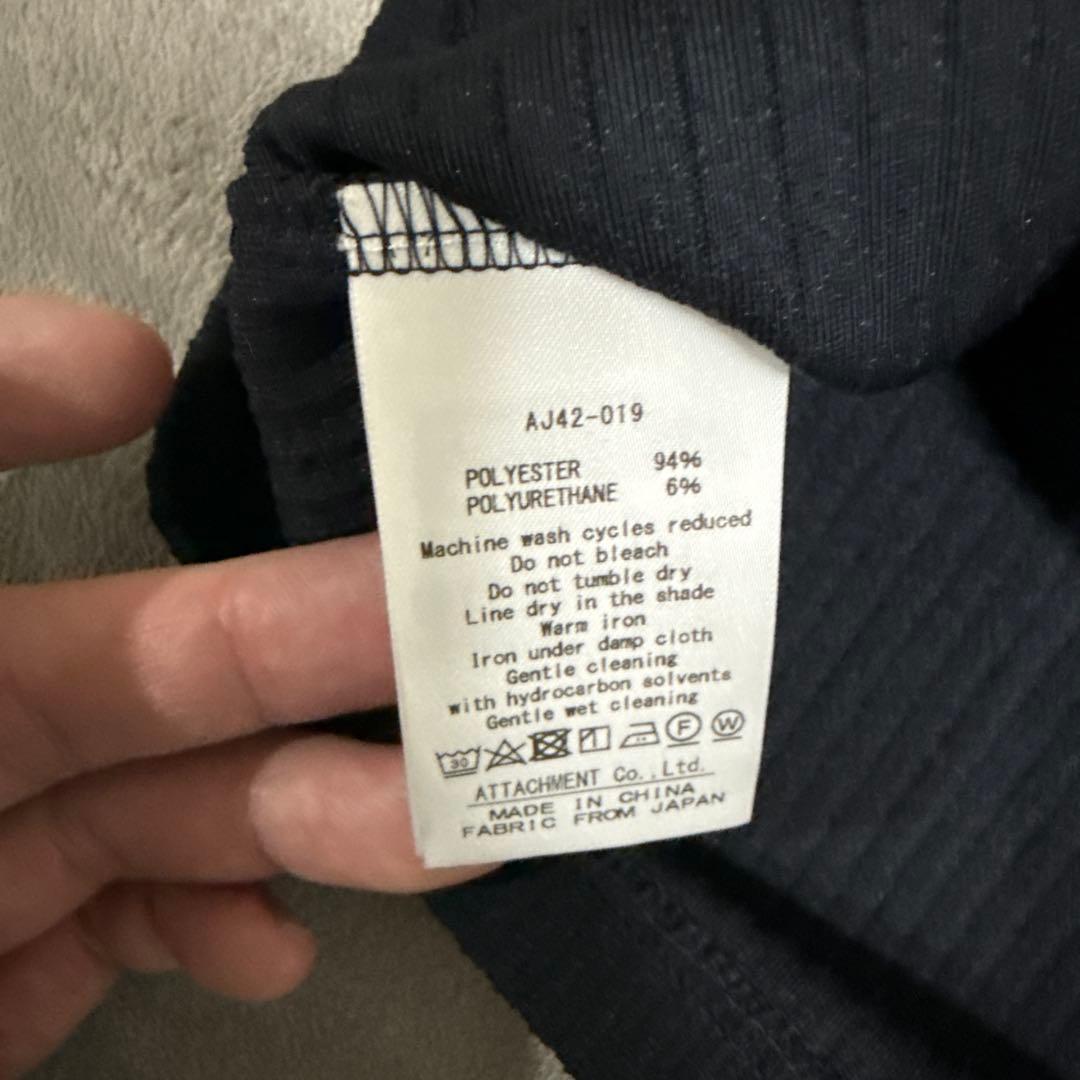 AJ42-019
POLYESTER 94%
POLYURETHANE 6%
Machine wash cycles reduced
Do not bleach
Do not tumble dry
Line dry in the shade
Warm iron
Iron under damp cloth
Gentle cleaning
with hydrocarbon solvents
Gentle wet cleaning
30 F W
ATTACHMENT Co.,Ltd.
MADE IN CHINA
FABRIC FROM JAPAN